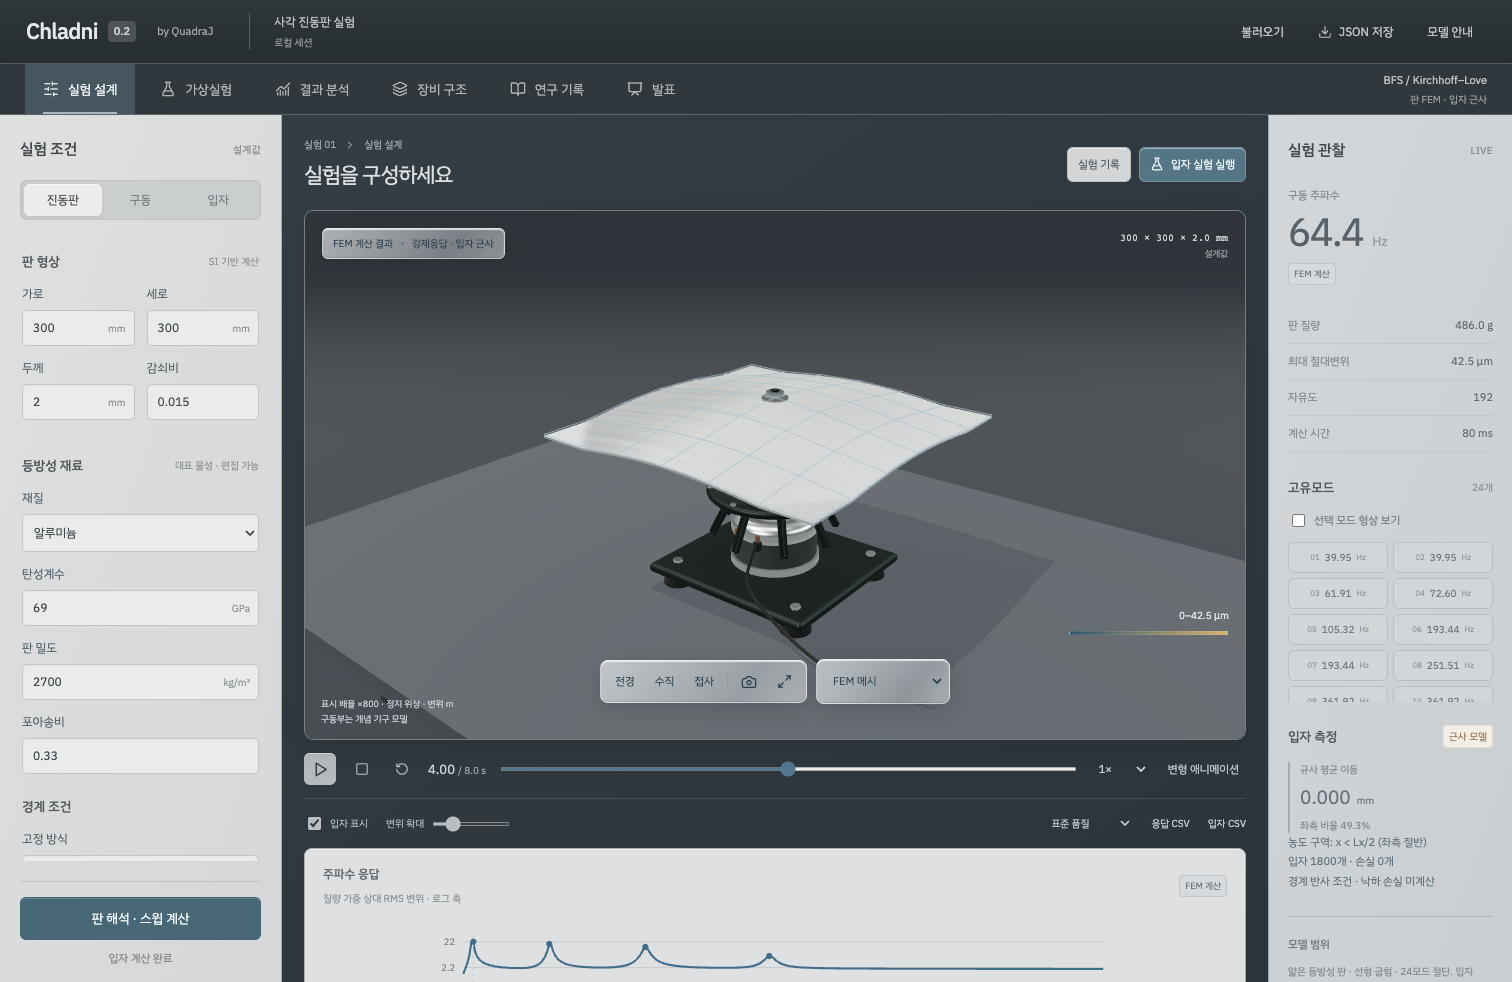 Chladni 0.2 by QuadraJ
사각 진동판 실험
로컬 세션
불러오기
JSON 저장
모델 안내
실험 설계
가상실험
결과 분석
장비 구조
연구 기록
발표
BFS / Kirchhoff–Love
판 FEM · 입자 근사
실험 조건 설계값
진동판 구동 입자
판 형상 SI 기반 계산
가로 세로
300 mm 300 mm
두께 감쇠비
2 mm 0.015
등방성 재료 대표 물성 · 편집 가능
재질
알루미늄
탄성계수
69 GPa
판 밀도
2700 kg/m³
포아송비
0.33
경계 조건
고정 방식
판 해석 · 스윕 계산
입자 계산 완료
실험 01 > 실험 설계
실험을 구성하세요
실험 기록
입자 실험 실행
FEM 계산 결과 · 강제응답 · 입자 근사
300 × 300 × 2.0 mm
설계값
0–42.5 µm
전경 수직 접사
FEM 메시
표시 배율 ×800 · 정지 위상 · 변위 m
구동부는 개념 기구 모델
4.00 / 8.0 s
1×
변형 애니메이션
입자 표시 변위 확대
표준 품질 응답 CSV 입자 CSV
주파수 응답
질량 가중 상대 RMS 변위 · 로그 축
FEM 계산
22
2.2
실험 관찰 LIVE
구동 주파수
64.4 Hz
FEM 계산
판 질량 486.0 g
최대 절대변위 42.5 µm
자유도 192
계산 시간 80 ms
고유모드 24개
선택 모드 형상 보기
01 39.95 Hz 02 39.95 Hz
03 61.91 Hz 04 72.60 Hz
05 105.32 Hz 06 193.44 Hz
07 193.44 Hz 08 251.51 Hz
09 361.92 Hz 10 361.92 Hz
입자 측정 근사 모델
규사 평균 이동
0.000 mm
좌측 비율 49.3%
농도 구역: x < Lx/2 (좌측 절반)
입자 1800개 · 손실 0개
경계 반사 조건 · 낙하 손실 미계산
모델 범위
얇은 등방성 판 · 선형 굽힘 · 24모드 절단. 입자